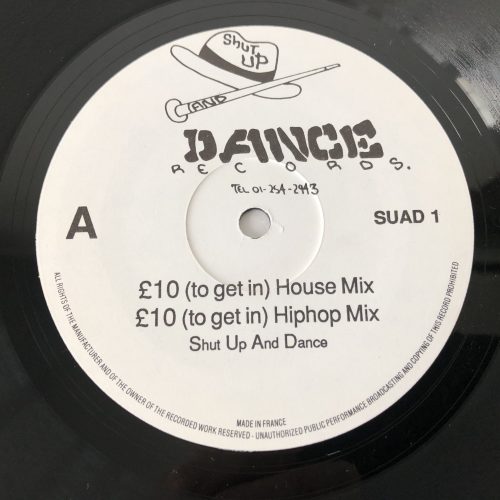 Shut
UP
AND
DANCE
RECORDS.
TEL 01-254-2943
A
SUAD 1
£10 (to get in) House Mix
£10 (to get in) Hiphop Mix
Shut Up And Dance
MADE IN FRANCE
ALL RIGHTS OF THE MANUFACTURER AND OF THE OWNER OF THE RECORDED WORK RESERVED - UNAUTHORIZED PUBLIC PERFORMANCE BROADCASTING AND COPYING OF THIS RECORD PROHIBITED